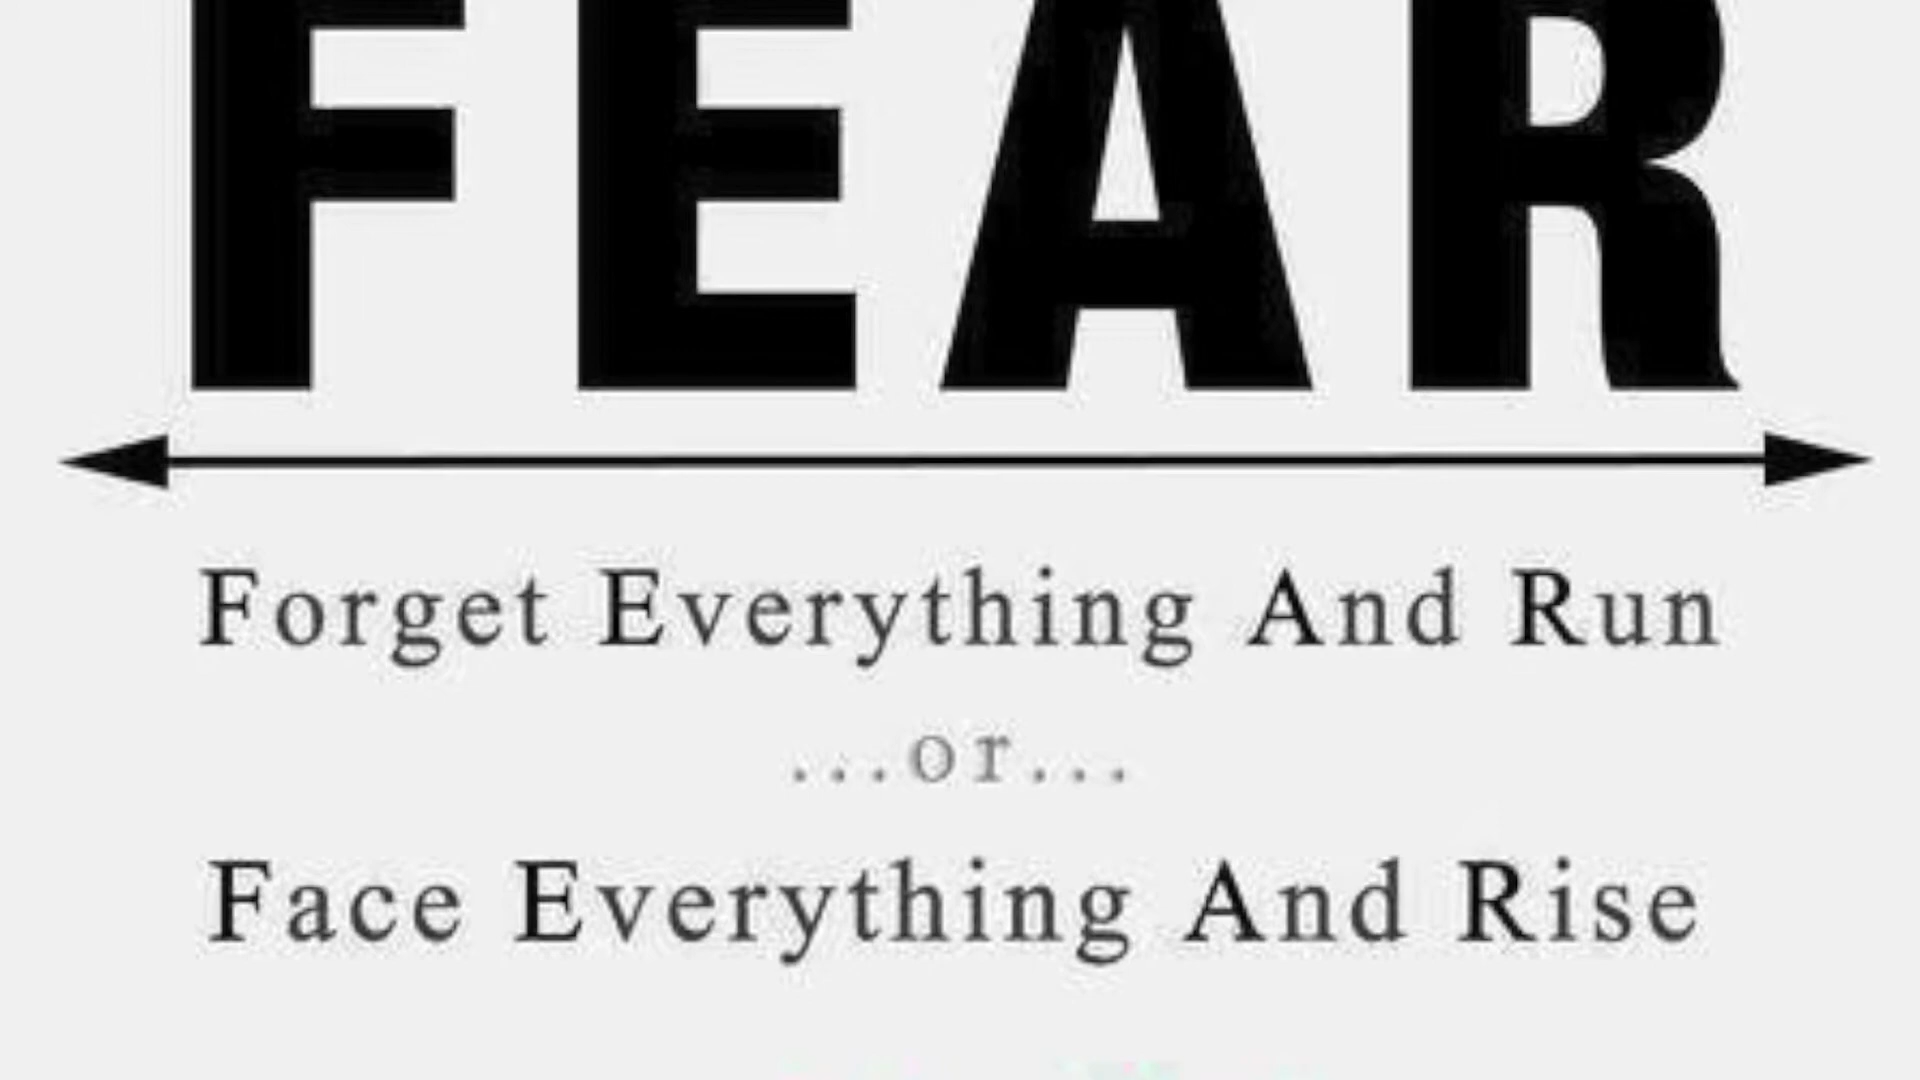 FEAR
Forget Everything And Run
...or...
Face Everything And Rise